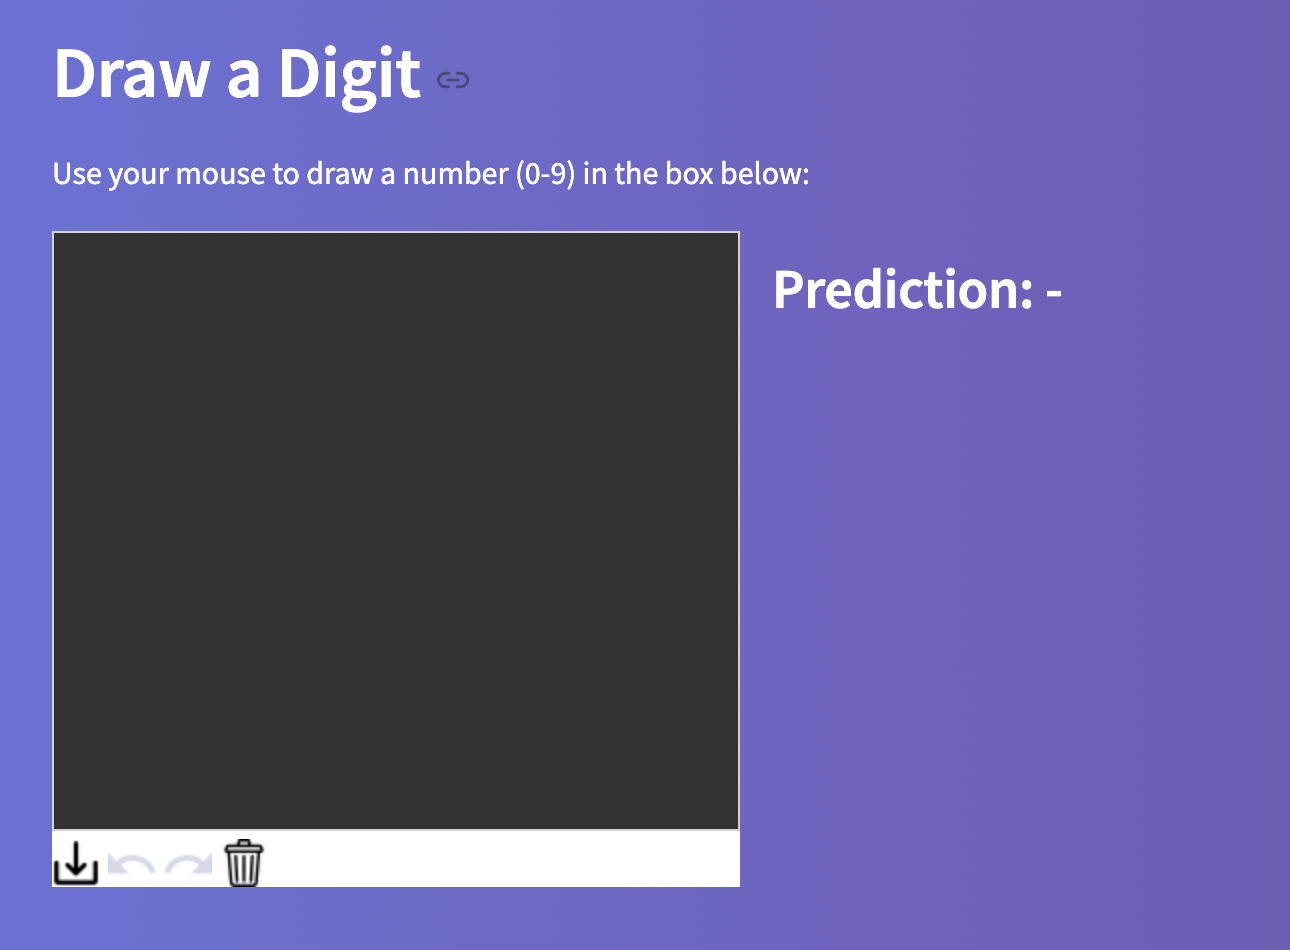 Draw a Digit
Use your mouse to draw a number (0-9) in the box below:
Prediction: -